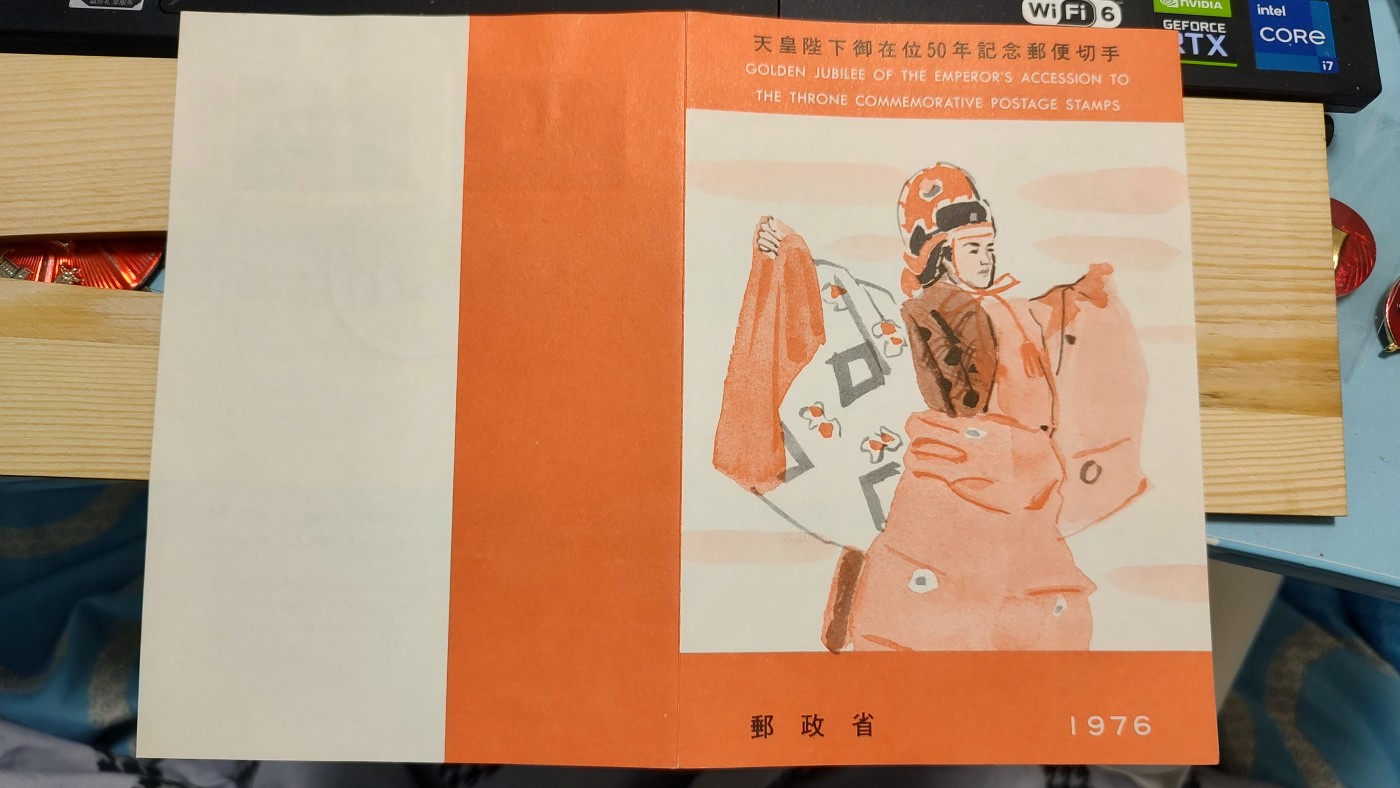 Wi Fi 6
NVIDIA
GEFORCE
RTX
intel
CORE
i7
天皇陛下御在位50年記念郵便切手
GOLDEN JUBILEE OF THE EMPEROR'S ACCESSION TO
THE THRONE COMMEMORATIVE POSTAGE STAMPS
郵政省
1976